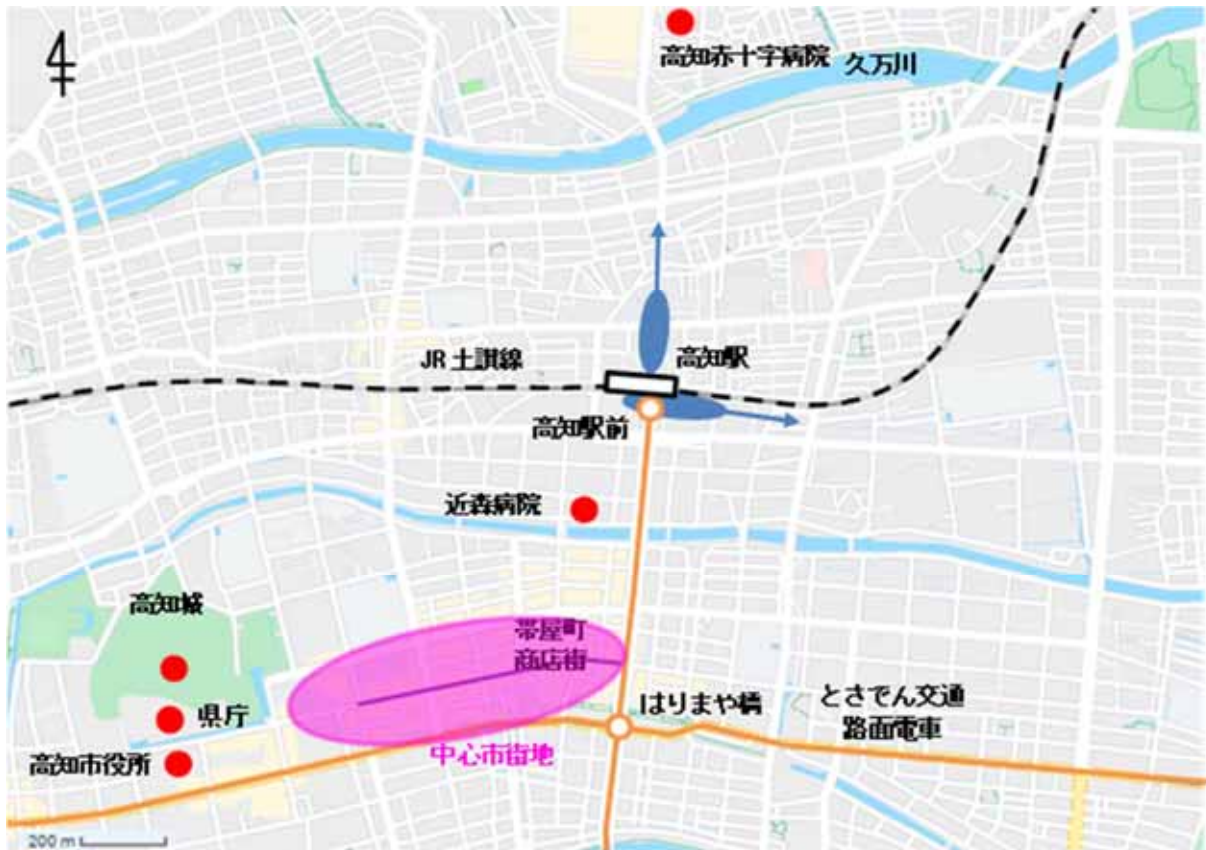 高知赤十字病院
久万川
JR 土讃線
高知駅
高知駅前
近森病院
高知城
帯屋町
商店街
県庁
はりまや橋
とさでん交通
路面電車
高知市役所
中心市街地
200 m